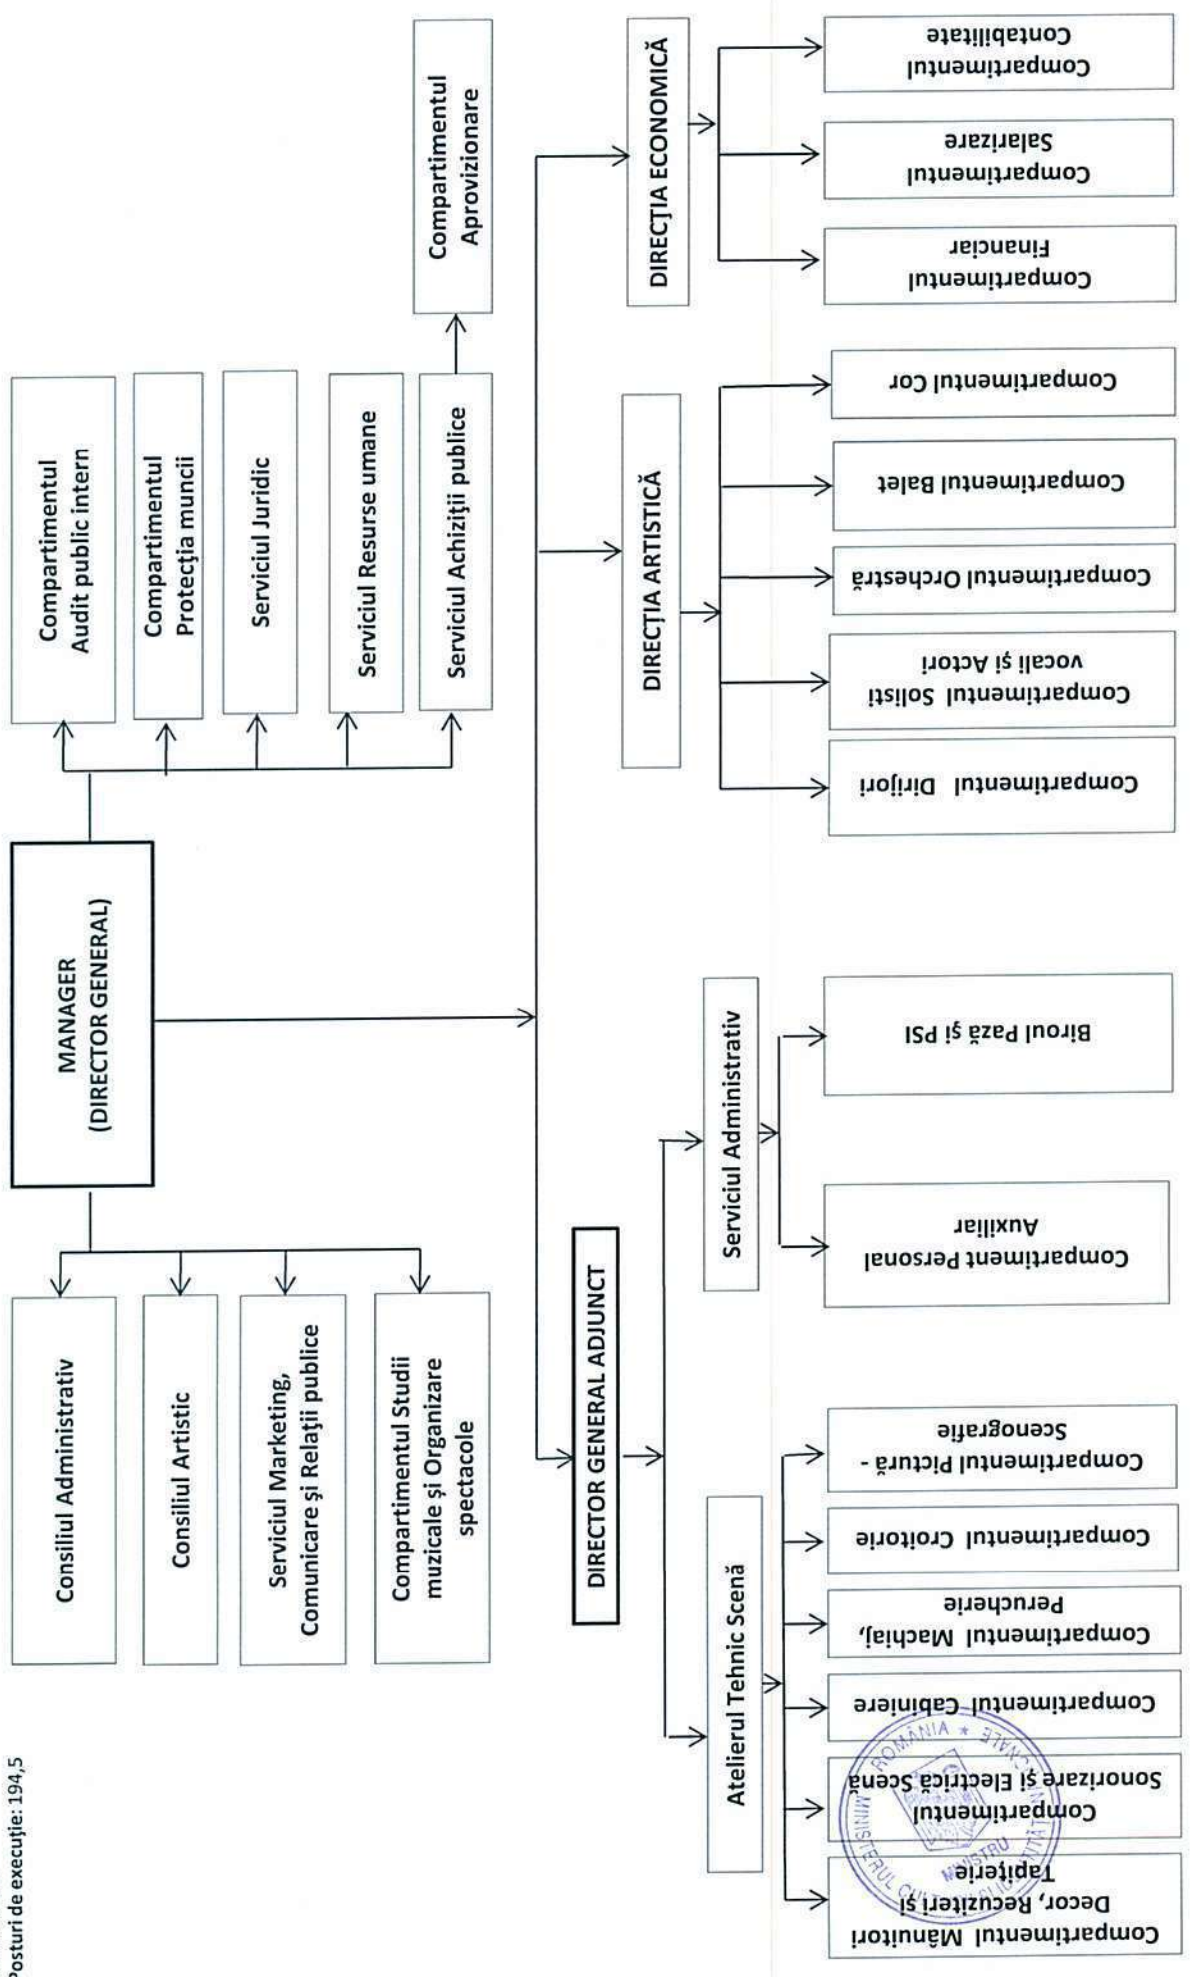 Posturi de execuție: 194,5
MANAGER
(DIRECTOR GENERAL)
Consiliul Administrativ
Consiliul Artistic
Serviciul Marketing,
Comunicare și Relații publice
Compartimentul Studii
muzicale și Organizare
spectacole
Compartimentul
Audit public intern
Compartimentul
Protecția muncii
Serviciul Juridic
Serviciul Resurse umane
Serviciul Achiziții publice
Compartimentul
Aprovizionare
DIRECTOR GENERAL ADJUNCT
DIRECȚIA ARTISTICĂ
DIRECȚIA ECONOMICĂ
Atelierul Tehnic Scenă
Serviciul Administrativ
Compartimentul Mânuitori
Decor, Recuziteri și
Tapițerie
Compartimentul
Sonorizare și Electrică Scenă
Compartimentul Cabiniere
Compartimentul Machiaj,
Perucherie
Compartimentul Croitorie
Compartimentul Pictură -
Scenografie
Compartiment Personal
Auxiliar
Biroul Pază și PSI
Compartimentul Dirijori
Compartimentul Solisti
vocali și Actori
Compartimentul Orchestră
Compartimentul Balet
Compartimentul Cor
Compartimentul
Financiar
Compartimentul
Salarizare
Compartimentul
Contabilitate
ROMÂNIA
MINISTRU